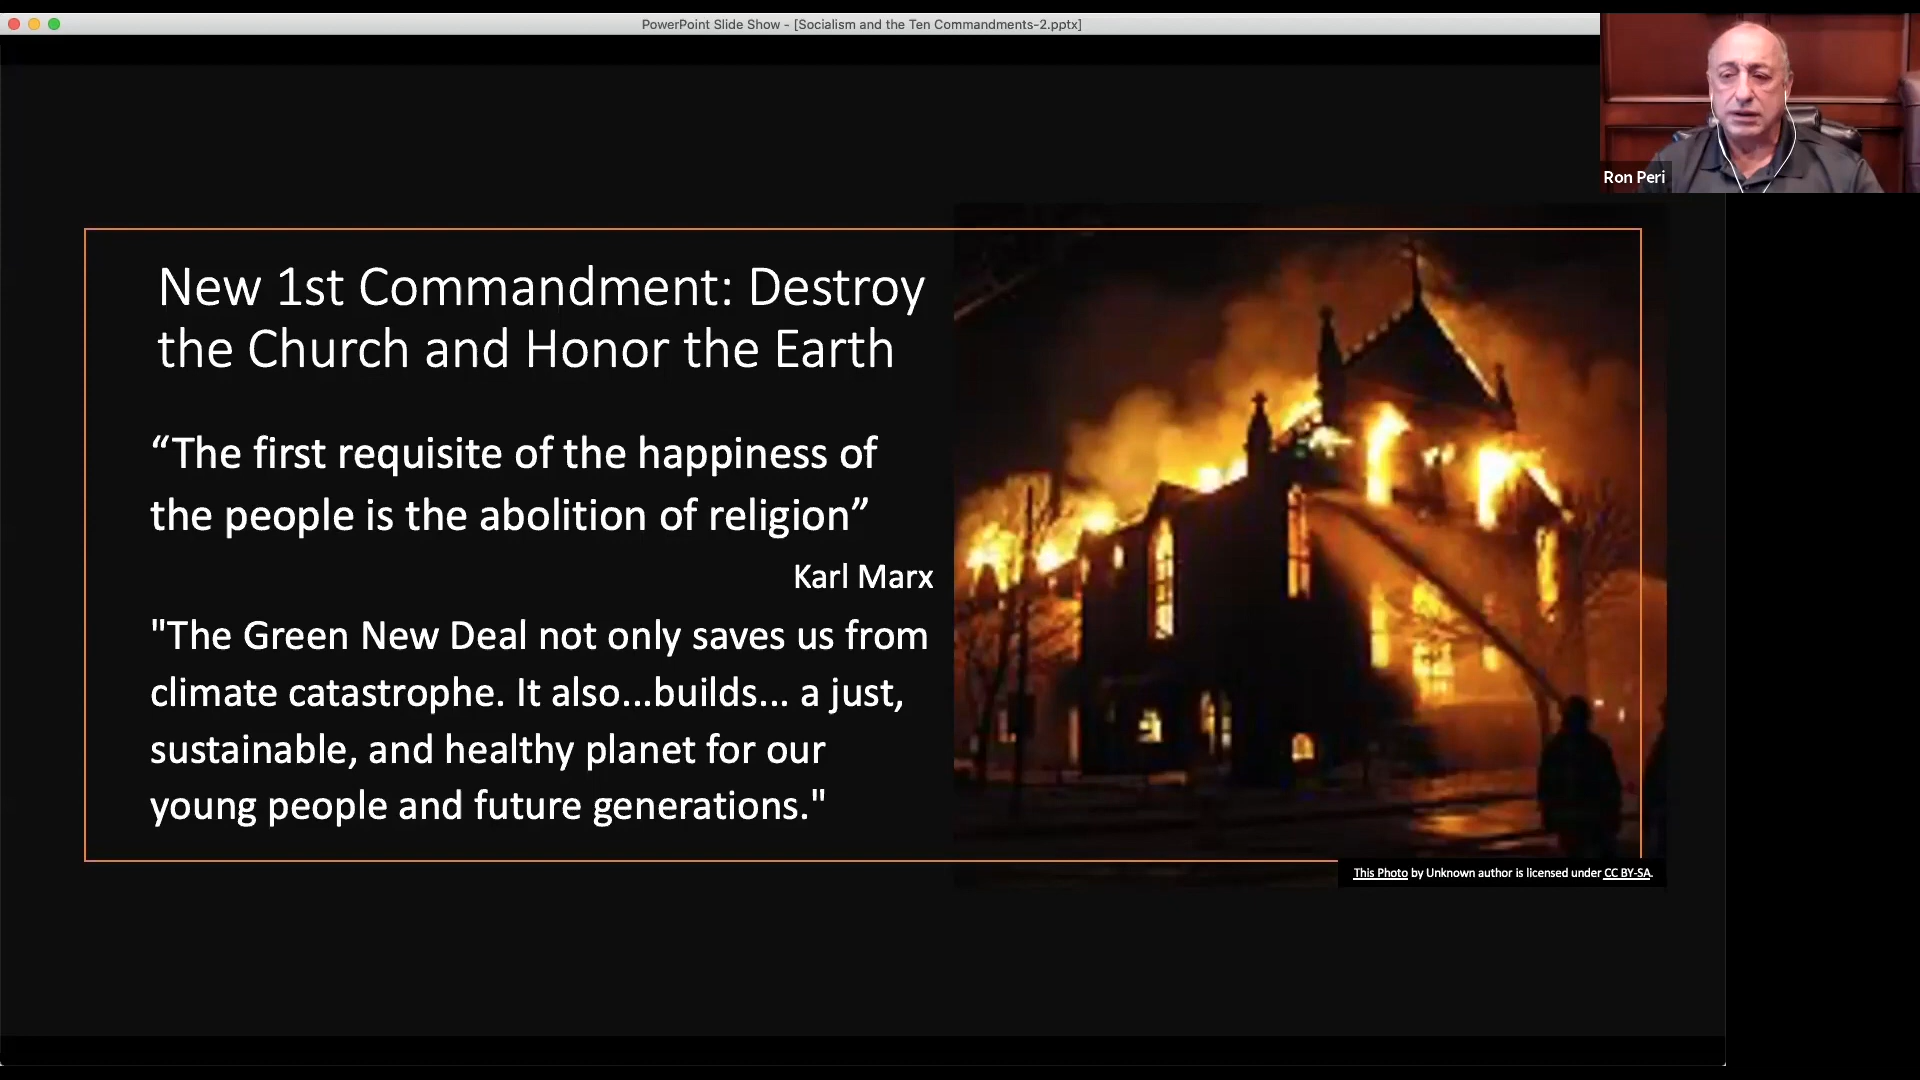 PowerPoint Slide Show - [Socialism and the Ten Commandments-2.pptx]
Ron Peri
New 1st Commandment: Destroy
the Church and Honor the Earth
“The first requisite of the happiness of
the people is the abolition of religion”
Karl Marx
"The Green New Deal not only saves us from
climate catastrophe. It also...builds... a just,
sustainable, and healthy planet for our
young people and future generations."
This Photo by Unknown author is licensed under CC BY-SA.